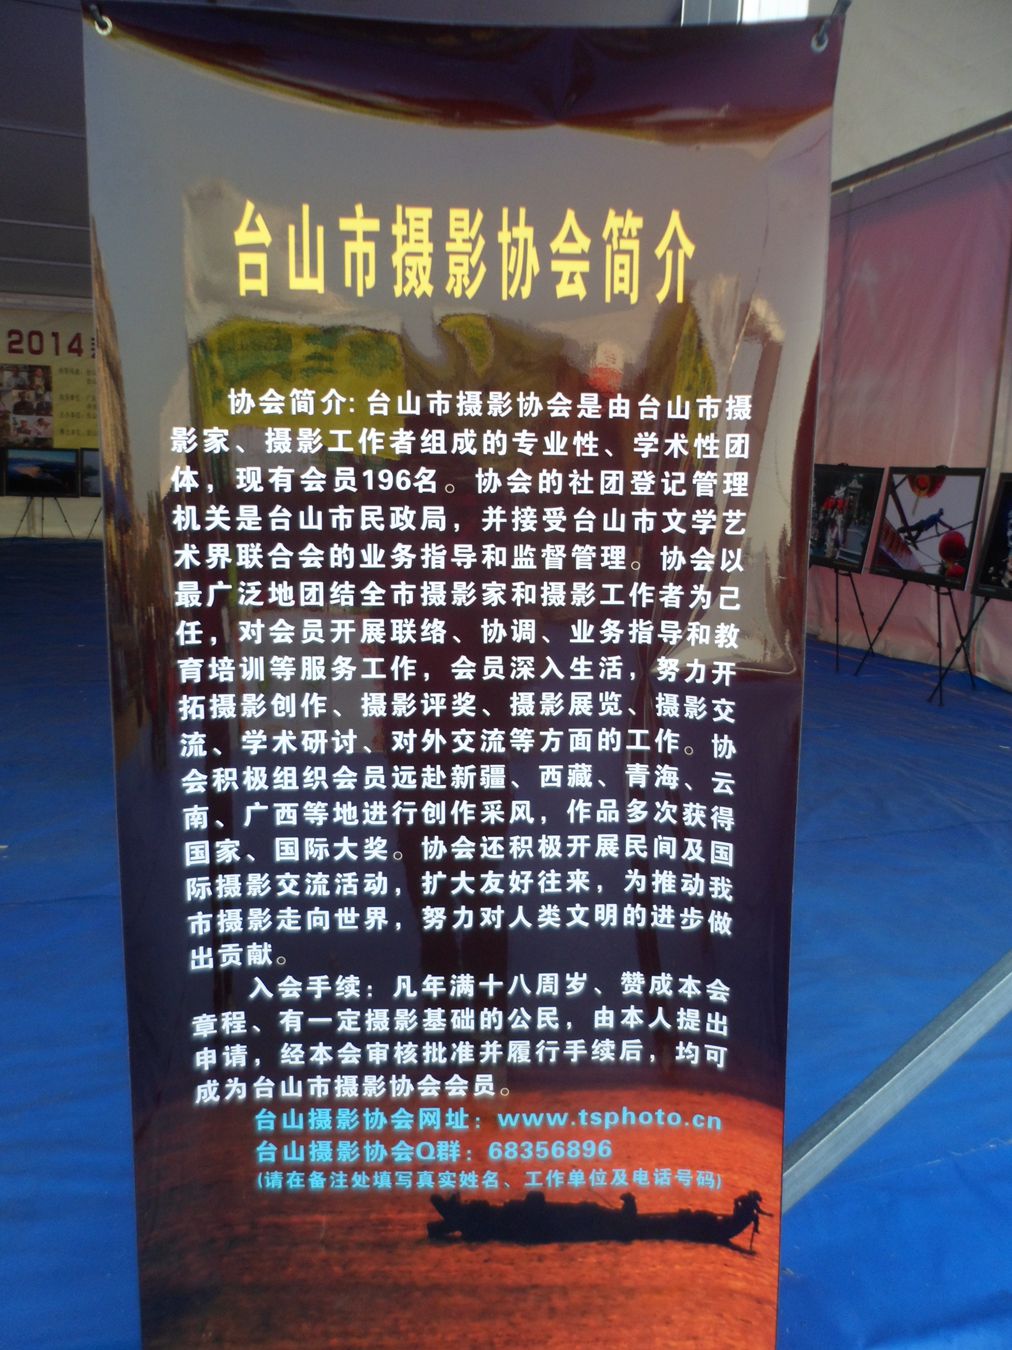 台山市摄影协会简介
协会简介: 台山市摄影协会是由台山市摄
影家、摄影工作者组成的专业性、学术性团
体，现有会员196名。协会的社团登记管理
机关是台山市民政局，并接受台山市文学艺
术界联合会的业务指导和监督管理。协会以
最广泛地团结全市摄影家和摄影工作者为己
任，对会员开展联络、协调、业务指导和教
育培训等服务工作，会员深入生活，努力开
拓摄影创作、摄影评奖、摄影展览、摄影交
流、学术研讨、对外交流等方面的工作。协
会积极组织会员远赴新疆、西藏、青海、云
南、广西等地进行创作采风，作品多次获得
国家、国际大奖。协会还积极开展民间及国
际摄影交流活动，扩大友好往来，为推动我
市摄影走向世界，努力对人类文明的进步做
出贡献。
入会手续：凡年满十八周岁、赞成本会
章程、有一定摄影基础的公民，由本人提出
申请，经本会审核批准并履行手续后，均可
成为台山市摄影协会会员。
台山摄影协会网址：www.tsphoto.cn
台山摄影协会Q群：68356896
(请在备注处填写真实姓名、工作单位及电话号码)
2014